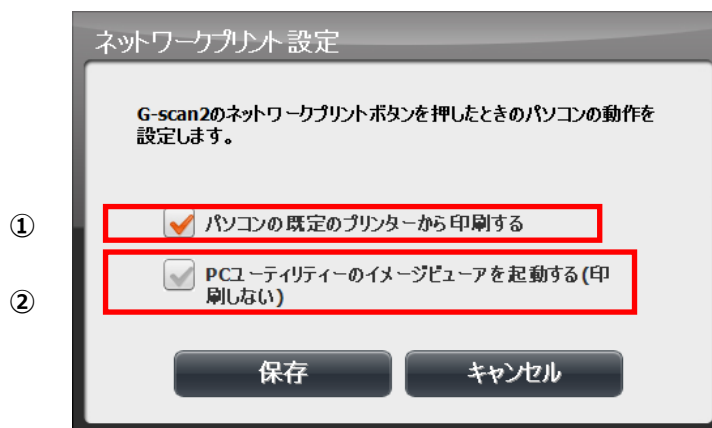 ネットワークプリント設定
G-scan2のネットワークプリントボタンを押したときのパソコンの動作を
設定します。
① パソコンの既定のプリンターから印刷する
② PCユーティリティーのイメージビューアを起動する(印
刷しない)
保存 キャンセル